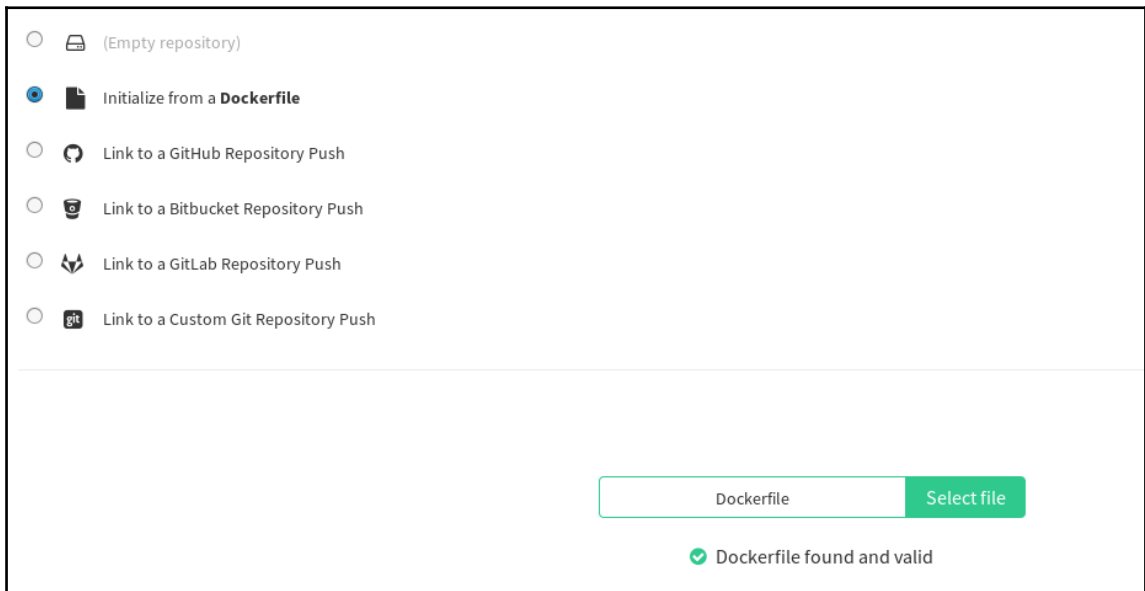 (Empty repository)
Initialize from a Dockerfile
Link to a GitHub Repository Push
Link to a Bitbucket Repository Push
Link to a GitLab Repository Push
git Link to a Custom Git Repository Push
Dockerfile Select file
Dockerfile found and valid